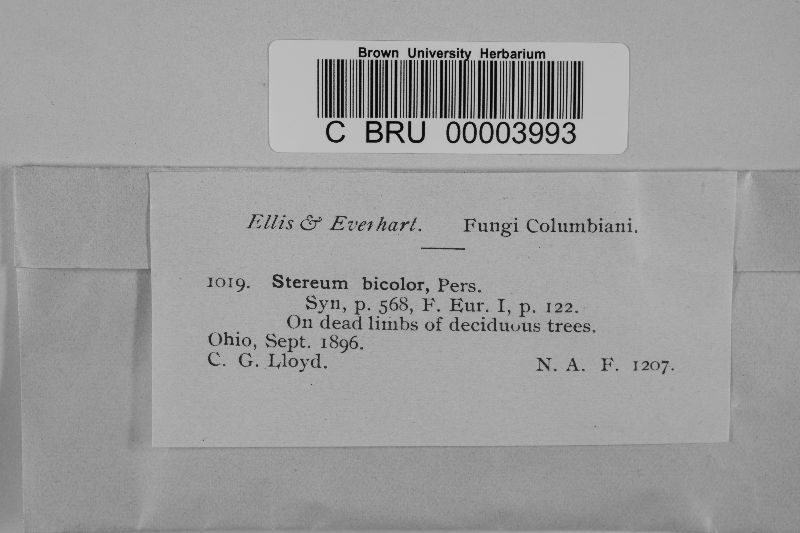 Brown University Herbarium
C BRU 00003993
Ellis & Everhart. Fungi Columbiani.
1019. Stereum bicolor, Pers.
Syn, p. 568, F. Eur. I, p. 122.
On dead limbs of deciduous trees.
Ohio, Sept. 1896.
C. G. Lloyd. N. A. F. 1207.